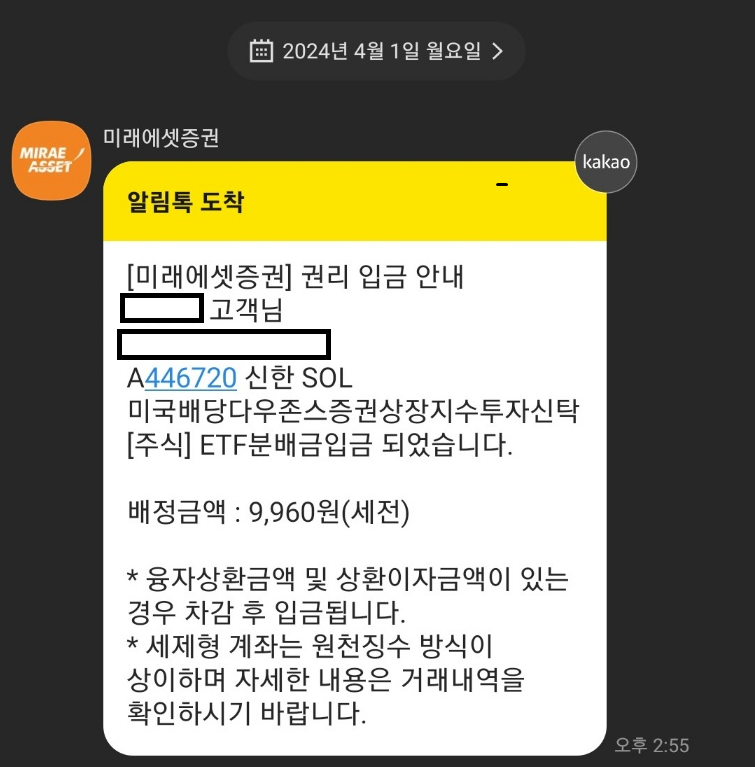 2024년 4월 1일 월요일
미래에셋증권
MIRAE
ASSET
kakao
알림톡 도착
[미래에셋증권] 권리 입금 안내
고객님
A446720 신한 SOL
미국배당다우존스증권상장지수투자신탁
[주식] ETF분배금입금 되었습니다.
배정금액 : 9,960원(세전)
* 융자상환금액 및 상환이자금액이 있는
경우 차감 후 입금됩니다.
* 세제형 계좌는 원천징수 방식이
상이하며 자세한 내용은 거래내역을
확인하시기 바랍니다.
오후 2:55